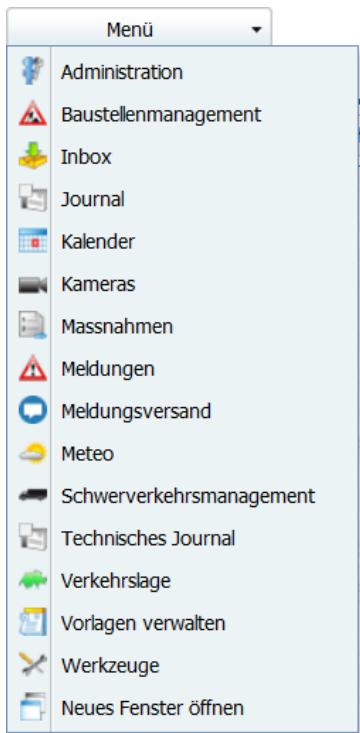 Menü
Administration
Baustellenmanagement
Inbox
Journal
Kalender
Kameras
Massnahmen
Meldungen
Meldungsversand
Meteo
Schwerverkehrsmanagement
Technisches Journal
Verkehrslage
Vorlagen verwalten
Werkzeuge
Neues Fenster öffnen